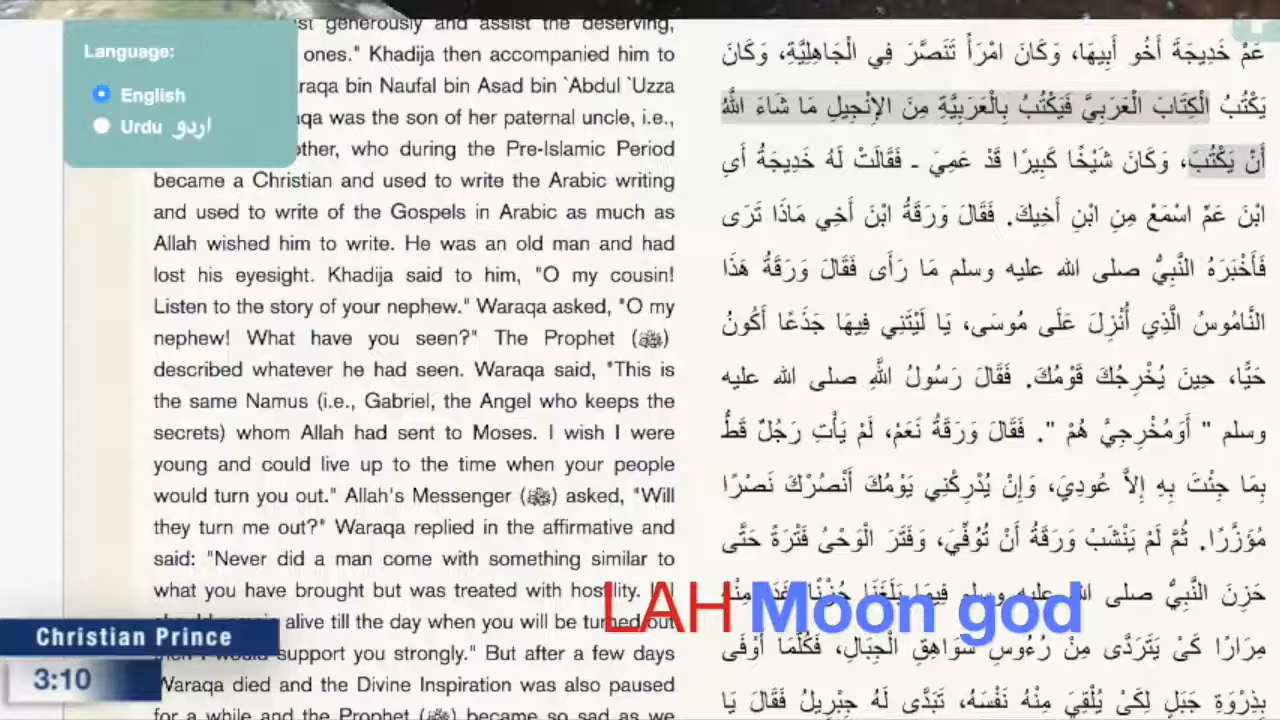 Language:
English
Urdu اردو
st generously and assist the deserving,
ones." Khadija then accompanied him to
raqa bin Naufal bin Asad bin `Abdul `Uzza
qa was the son of her paternal uncle, i.e.,
other, who during the Pre-Islamic Period
became a Christian and used to write the Arabic writing
and used to write of the Gospels in Arabic as much as
Allah wished him to write. He was an old man and had
lost his eyesight. Khadija said to him, "O my cousin!
Listen to the story of your nephew." Waraqa asked, "O my
nephew! What have you seen?" The Prophet (ﷺ)
described whatever he had seen. Waraqa said, "This is
the same Namus (i.e., Gabriel, the Angel who keeps the
secrets) whom Allah had sent to Moses. I wish I were
young and could live up to the time when your people
would turn you out." Allah's Messenger (ﷺ) asked, "Will
they turn me out?" Waraqa replied in the affirmative and
said: "Never did a man come with something similar to
what you have brought but was treated with hostility.
alive till the day when you will be turned out
support you strongly." But after a few days
Waraqa died and the Divine Inspiration was also paused
for a while and the Prophet (ﷺ) became so sad as we
عَمِّ خَدِيجَةَ أَخُو أَبِيهَا، وَكَانَ امْرَأً تَنَصَّرَ فِي الْجَاهِلِيَّةِ، وَكَانَ
يَكْتُبُ الْكِتَابَ الْعَرَبِيَّ فَيَكْتُبُ بِالْعَرَبِيَّةِ مِنَ الإِنْجِيلِ مَا شَاءَ اللَّهُ
أَنْ يَكْتُبَ، وَكَانَ شَيْخًا كَبِيرًا قَدْ عَمِيَ ـ فَقَالَتْ لَهُ خَدِيجَةُ أَىِ
ابْنَ عَمِّ اسْمَعْ مِنِ ابْنِ أَخِيكَ. فَقَالَ وَرَقَةُ ابْنَ أَخِي مَاذَا تَرَى
فَأَخْبَرَهُ النَّبِيُّ صلى الله عليه وسلم مَا رَأَى فَقَالَ وَرَقَةُ هَذَا
النَّامُوسُ الَّذِي أُنْزِلَ عَلَى مُوسَى، يَا لَيْتَنِي فِيهَا جَذَعًا أَكُونُ
حَيًّا، حِينَ يُخْرِجُكَ قَوْمُكَ. فَقَالَ رَسُولُ اللَّهِ صلى الله عليه
وسلم " أَوَمُخْرِجِيَّ هُمْ ". فَقَالَ وَرَقَةُ نَعَمْ، لَمْ يَأْتِ رَجُلٌ قَطُّ
بِمَا جِئْتَ بِهِ إِلاَّ عُودِيَ، وَإِنْ يُدْرِكْنِي يَوْمُكَ أَنْصُرْكَ نَصْرًا
مُؤَزَّرًا. ثُمَّ لَمْ يَنْشَبْ وَرَقَةُ أَنْ تُوُفِّيَ، وَفَتَرَ الْوَحْىُ فَتْرَةً حَتَّى
حَزِنَ النَّبِيُّ صلى الله عليه وسلم فِيمَا بَلَغَنَا حُزْنًا غَدَا مِنْهُ
مِرَارًا كَىْ يَتَرَدَّى مِنْ رُءُوسِ شَوَاهِقِ الْجِبَالِ، فَكُلَّمَا أَوْفَى
بِذِرْوَةِ جَبَلٍ لِكَىْ يُلْقِيَ مِنْهُ نَفْسَهُ، تَبَدَّى لَهُ جِبْرِيلُ فَقَالَ يَا
LAH Moon god
Christian Prince
3:10